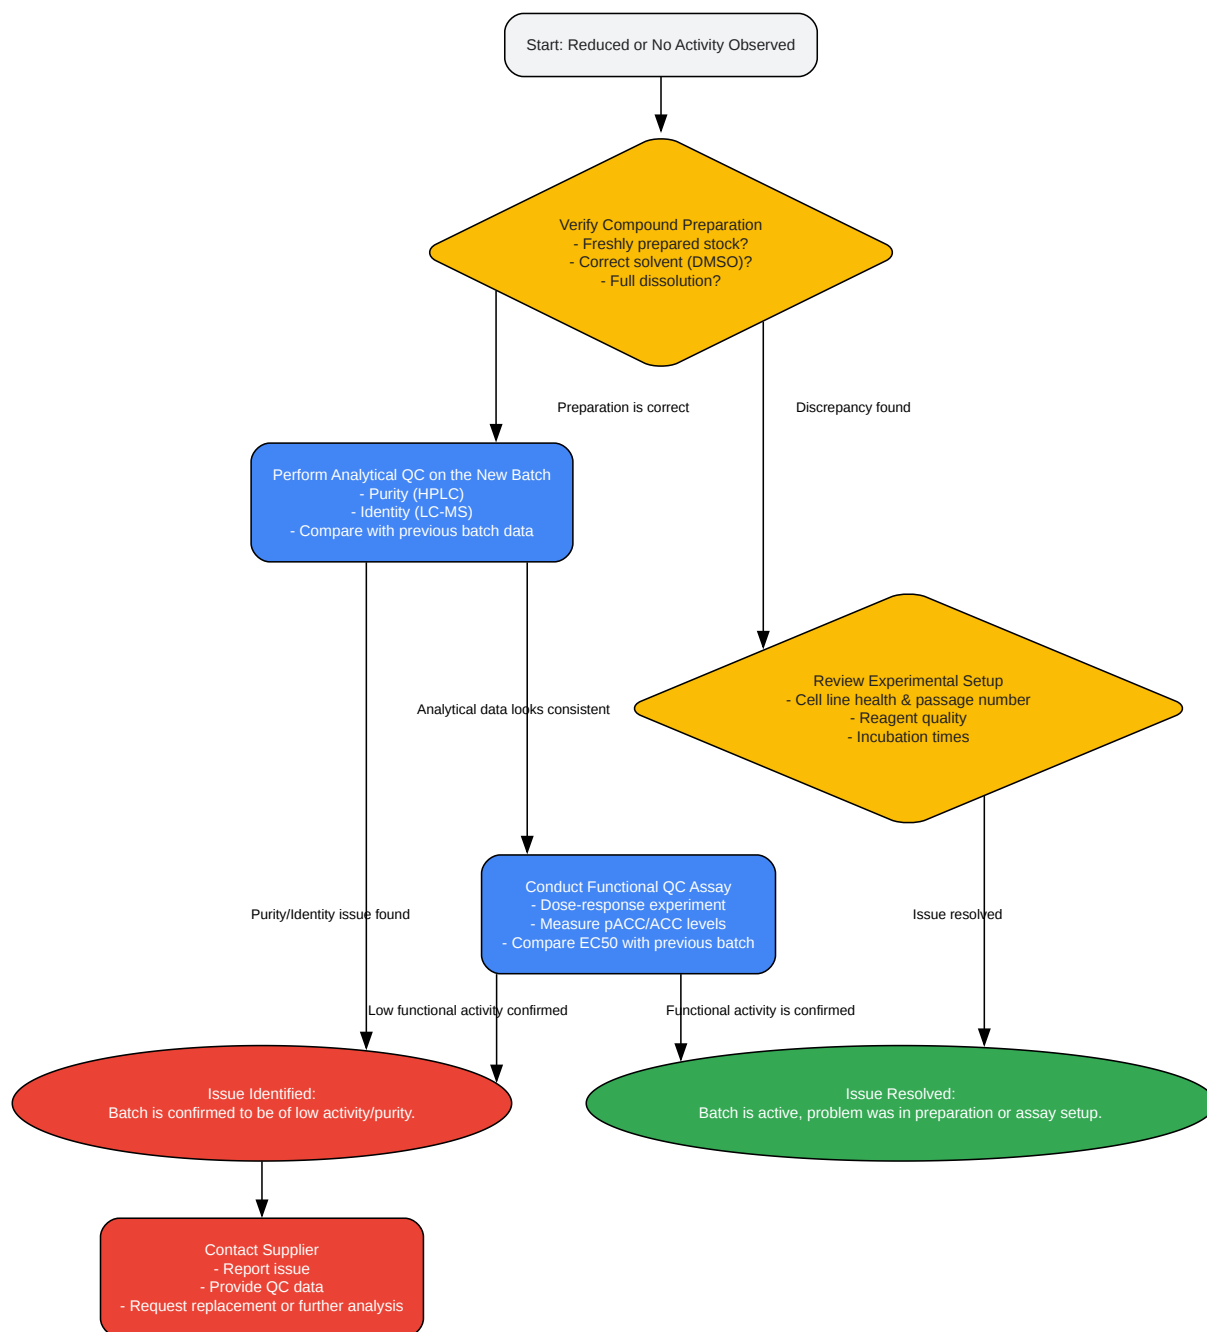 Start: Reduced or No Activity Observed
Verify Compound Preparation
- Freshly prepared stock?
- Correct solvent (DMSO)?
- Full dissolution?
Preparation is correct
Discrepancy found
Perform Analytical QC on the New Batch
- Purity (HPLC)
- Identity (LC-MS)
- Compare with previous batch data
Review Experimental Setup
- Cell line health & passage number
- Reagent quality
- Incubation times
Analytical data looks consistent
Conduct Functional QC Assay
- Dose-response experiment
- Measure pACC/ACC levels
- Compare EC50 with previous batch
Purity/Identity issue found
Issue resolved
Low functional activity confirmed
Functional activity is confirmed
Issue Identified:
Batch is confirmed to be of low activity/purity.
Issue Resolved:
Batch is active, problem was in preparation or assay setup.
Contact Supplier
- Report issue
- Provide QC data
- Request replacement or further analysis